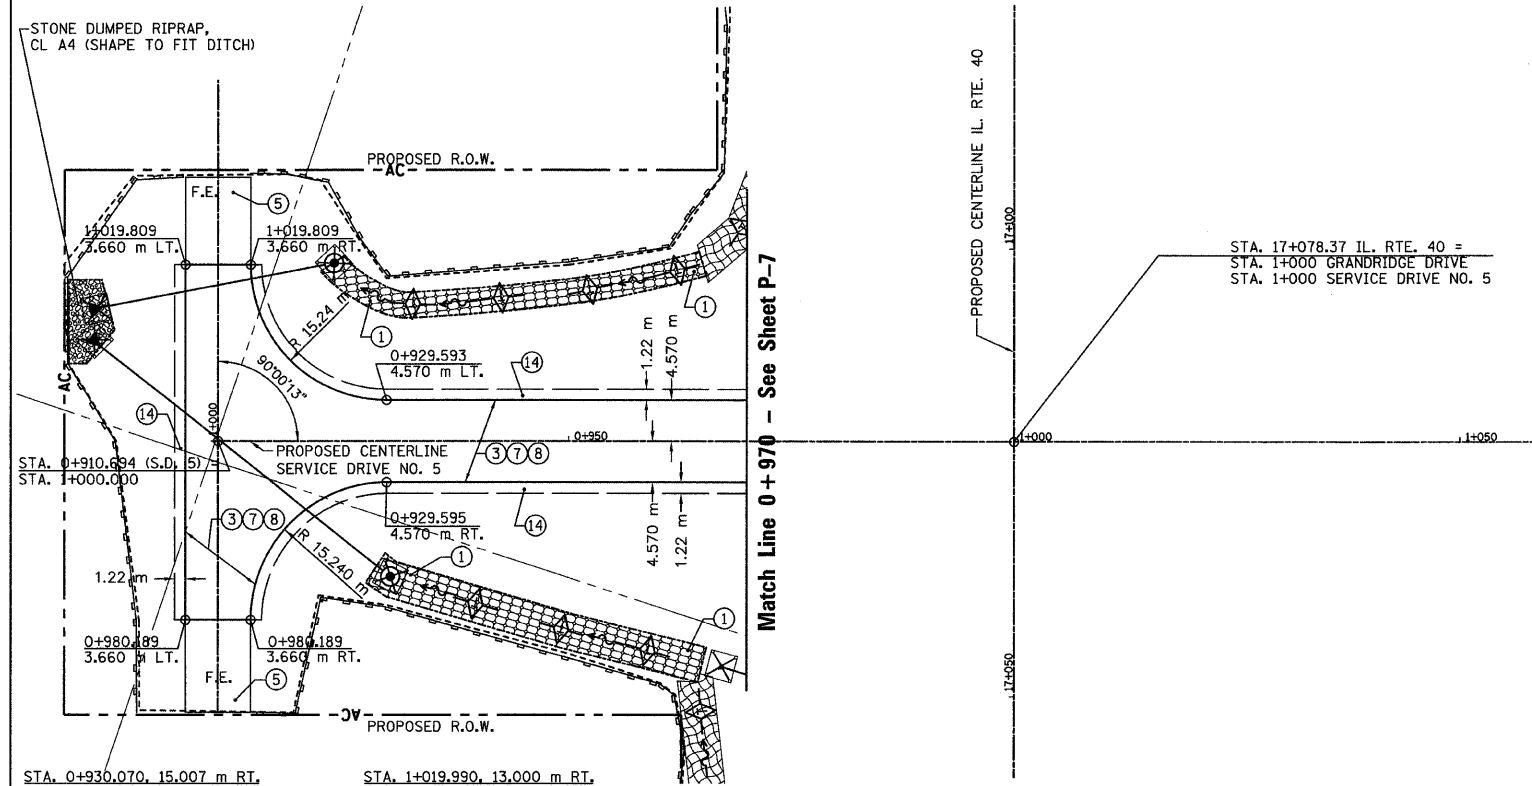 STONE DUMPED RIPRAP,
CL A4 (SHAPE TO FIT DITCH)
PROPOSED R.O.W.
AC
F.E.
5
1+019.809
3.660 m LT.
1+019.809
3.660 m RT.
R 15.24 m
1
1
0+929.593
4.570 m LT.
14
1.22 m
4.570 m
90°00'13"
AC
14
1+000
PROPOSED CENTERLINE
SERVICE DRIVE NO. 5
0+950
3 7 8
STA. 0+910.694 (S.D. 5) =
STA. 1+000.000
3 7 8
0+929.595
4.570 m RT.
14
4.570 m
1.22 m
R 15.240 m
1
1
1.22 m
0+980.189
3.660 m LT.
0+980.189
3.660 m RT.
F.E.
5
AC
PROPOSED R.O.W.
STA. 0+930.070, 15.007 m RT.
STA. 1+019.990, 13.000 m RT.
Match Line 0+970 - See Sheet P-7
PROPOSED CENTERLINE IL. RTE. 40
17+100
STA. 17+078.37 IL. RTE. 40 =
STA. 1+000 GRANDRIDGE DRIVE
STA. 1+000 SERVICE DRIVE NO. 5
1+000
1+050
17+050